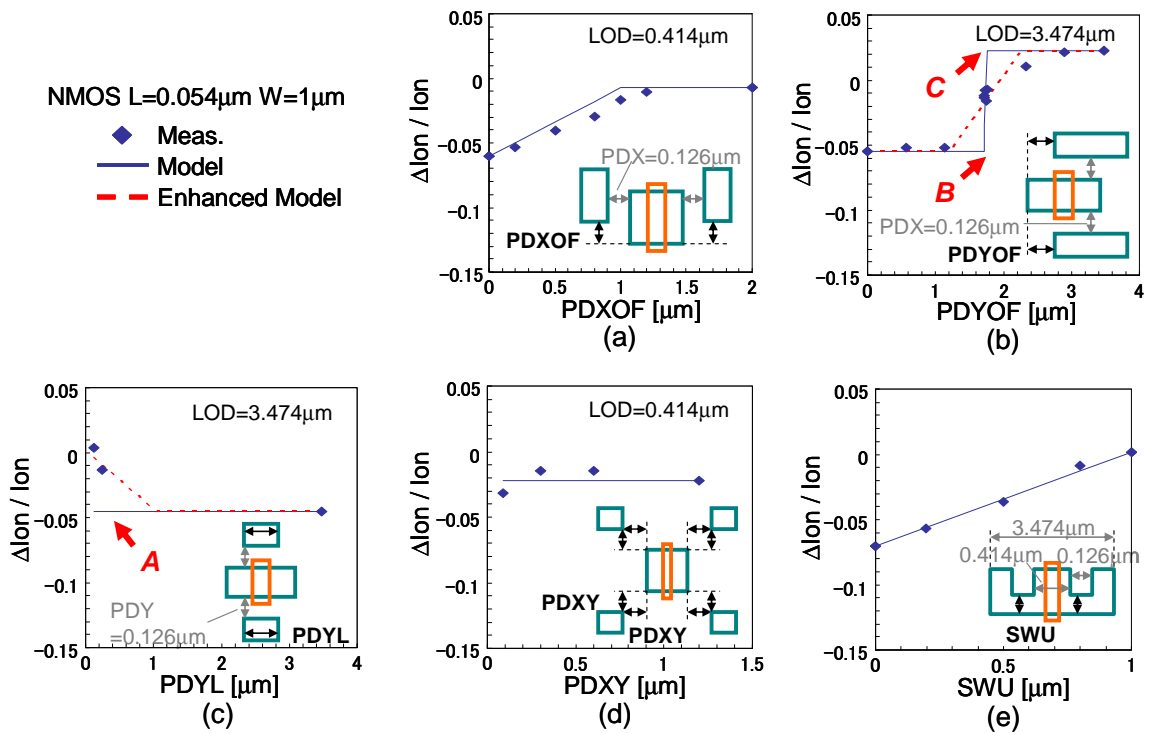 NMOS L=0.054μm W=1μm
Meas.
Model
Enhanced Model
ΔIon / Ion
0.05
0
−0.05
−0.1
−0.15
LOD=0.414μm
PDX=0.126μm
PDXOF
0
0.5
1
1.5
2
PDXOF [μm]
(a)
ΔIon / Ion
0.05
0
−0.05
−0.1
−0.15
LOD=3.474μm
C
B
PDX=0.126μm
PDYOF
0
1
2
3
4
PDYOF [μm]
(b)
ΔIon / Ion
0.05
0
−0.05
−0.1
−0.15
LOD=3.474μm
A
PDY
=0.126μm
PDYL
0
1
2
3
4
PDYL [μm]
(c)
ΔIon / Ion
0.05
0
−0.05
−0.1
−0.15
LOD=0.414μm
PDXY
PDXY
0
0.5
1
1.5
PDXY [μm]
(d)
ΔIon / Ion
0.05
0
−0.05
−0.1
−0.15
3.474μm
0.414μm
0.126μm
SWU
0
0.5
1
SWU [μm]
(e)